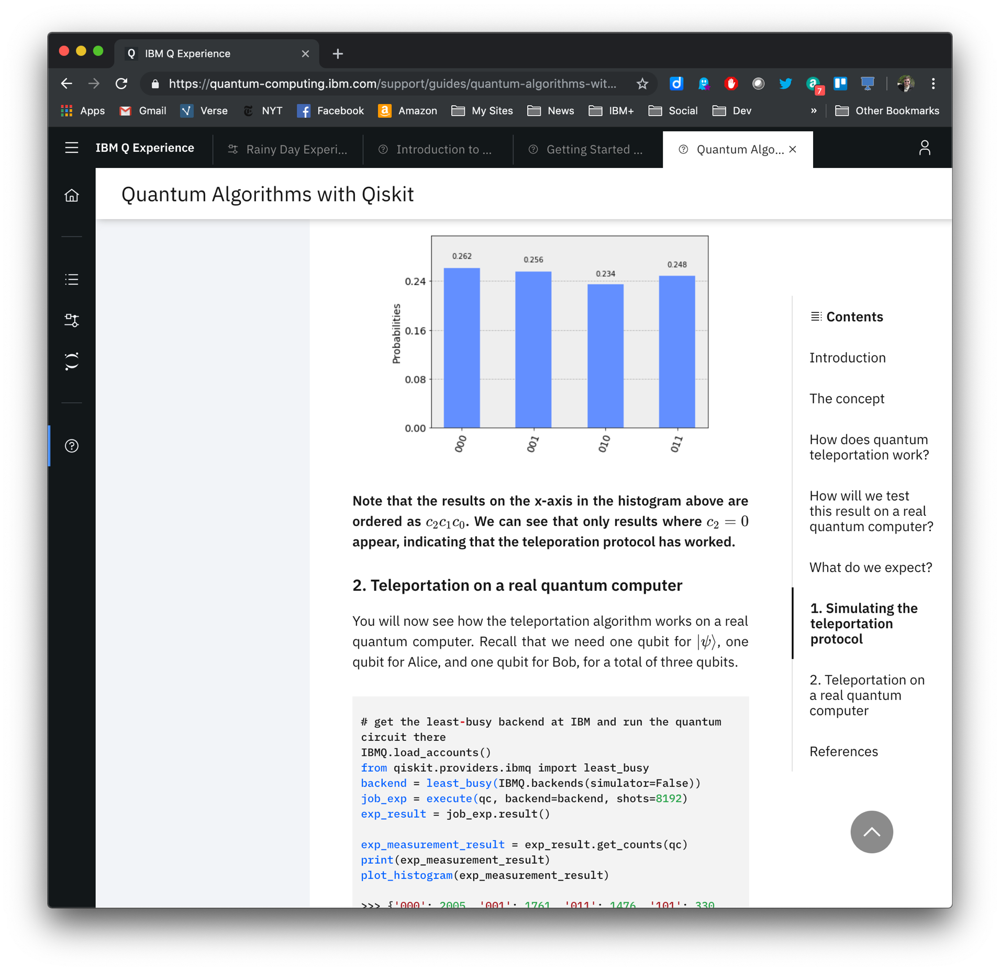 Q IBM Q Experience
https://quantum-computing.ibm.com/support/guides/quantum-algorithms-wit...
7
Apps Gmail Verse NYT Facebook Amazon My Sites News IBM+ Social Dev » Other Bookmarks
IBM Q Experience Rainy Day Experi... Introduction to ... Getting Started ... Quantum Algo...
Quantum Algorithms with Qiskit
0.262
0.256
0.234
0.248
0.24
0.16
0.08
0.00
Probabilities
000 001 010 011
Note that the results on the x-axis in the histogram above are
ordered as c₂c₁c₀. We can see that only results where c₂ = 0
appear, indicating that the teleporation protocol has worked.
2. Teleportation on a real quantum computer
You will now see how the teleportation algorithm works on a real
quantum computer. Recall that we need one qubit for |ψ⟩, one
qubit for Alice, and one qubit for Bob, for a total of three qubits.
# get the least-busy backend at IBM and run the quantum
circuit there
IBMQ.load_accounts()
from qiskit.providers.ibmq import least_busy
backend = least_busy(IBMQ.backends(simulator=False))
job_exp = execute(qc, backend=backend, shots=8192)
exp_result = job_exp.result()
exp_measurement_result = exp_result.get_counts(qc)
print(exp_measurement_result)
plot_histogram(exp_measurement_result)
>>> {'000': 2005, '001': 1761, '011': 1476, '101': 330
Contents
Introduction
The concept
How does quantum
teleportation work?
How will we test
this result on a real
quantum computer?
What do we expect?
1. Simulating the
teleportation
protocol
2. Teleportation on
a real quantum
computer
References